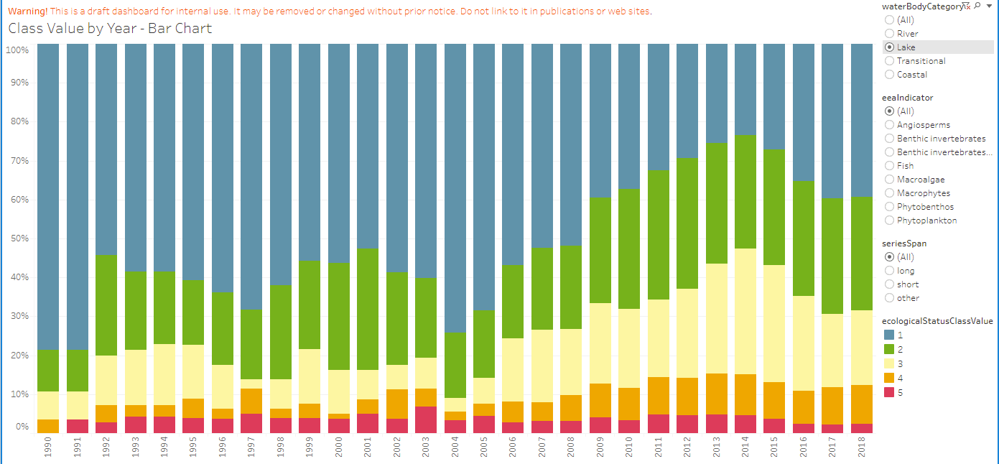 Warning! This is a draft dashboard for internal use. It may be removed or changed without prior notice. Do not link to it in publications or web sites.
Class Value by Year - Bar Chart
100%
90%
80%
70%
60%
50%
40%
30%
20%
10%
0%
1990
1991
1992
1993
1994
1995
1996
1997
1998
1999
2000
2001
2002
2003
2004
2005
2006
2007
2008
2009
2010
2011
2012
2013
2014
2015
2016
2017
2018
waterBodyCategory
(All)
River
Lake
Transitional
Coastal
eeaIndicator
(All)
Angiosperms
Benthic invertebrates
Benthic invertebrates...
Fish
Macroalgae
Macrophytes
Phytobenthos
Phytoplankton
seriesSpan
(All)
long
short
other
ecologicalStatusClassValue
1
2
3
4
5